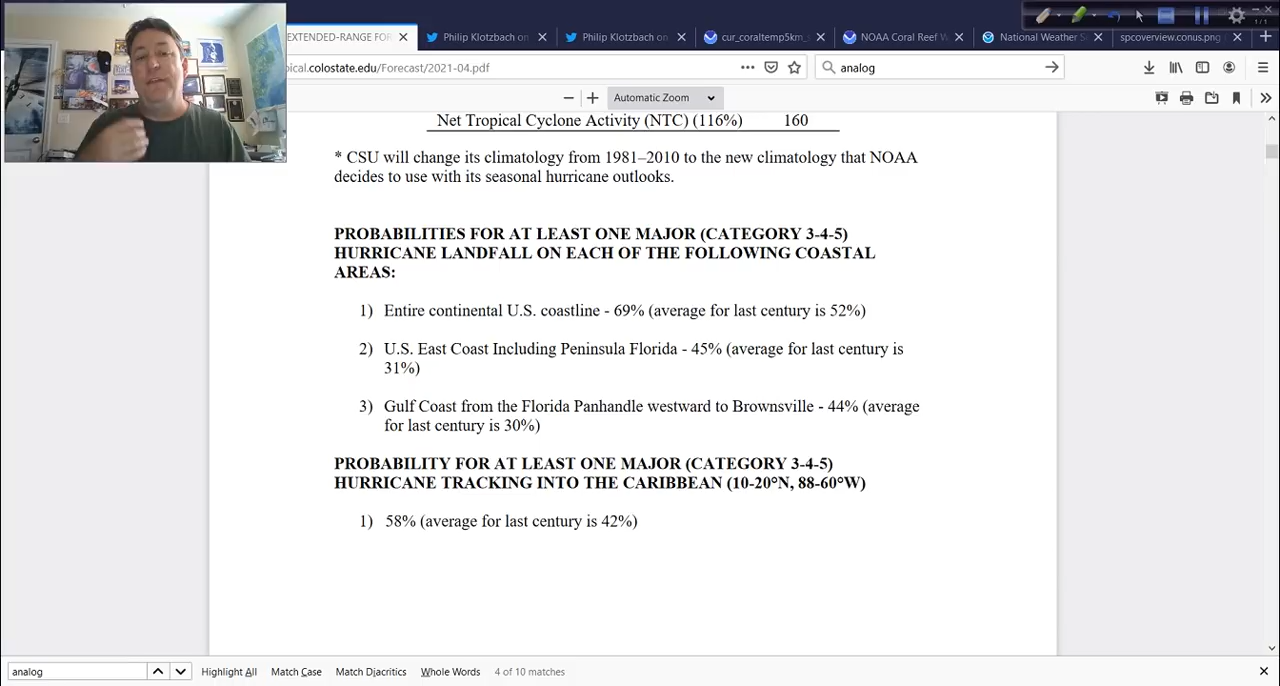 1/1
EXTENDED-RANGE FOR
Philip Klotzbach on
Philip Klotzbach on
cur_coraltemp5km_s
NOAA Coral Reef W
National Weather S
spcoverview.conus.png
pical.colostate.edu/Forecast/2021-04.pdf
analog
Automatic Zoom
Net Tropical Cyclone Activity (NTC) (116%) 160
* CSU will change its climatology from 1981–2010 to the new climatology that NOAA
decides to use with its seasonal hurricane outlooks.
PROBABILITIES FOR AT LEAST ONE MAJOR (CATEGORY 3-4-5)
HURRICANE LANDFALL ON EACH OF THE FOLLOWING COASTAL
AREAS:
1) Entire continental U.S. coastline - 69% (average for last century is 52%)
2) U.S. East Coast Including Peninsula Florida - 45% (average for last century is
31%)
3) Gulf Coast from the Florida Panhandle westward to Brownsville - 44% (average
for last century is 30%)
PROBABILITY FOR AT LEAST ONE MAJOR (CATEGORY 3-4-5)
HURRICANE TRACKING INTO THE CARIBBEAN (10-20°N, 88-60°W)
1) 58% (average for last century is 42%)
analog
Highlight All
Match Case
Match Diacritics
Whole Words
4 of 10 matches